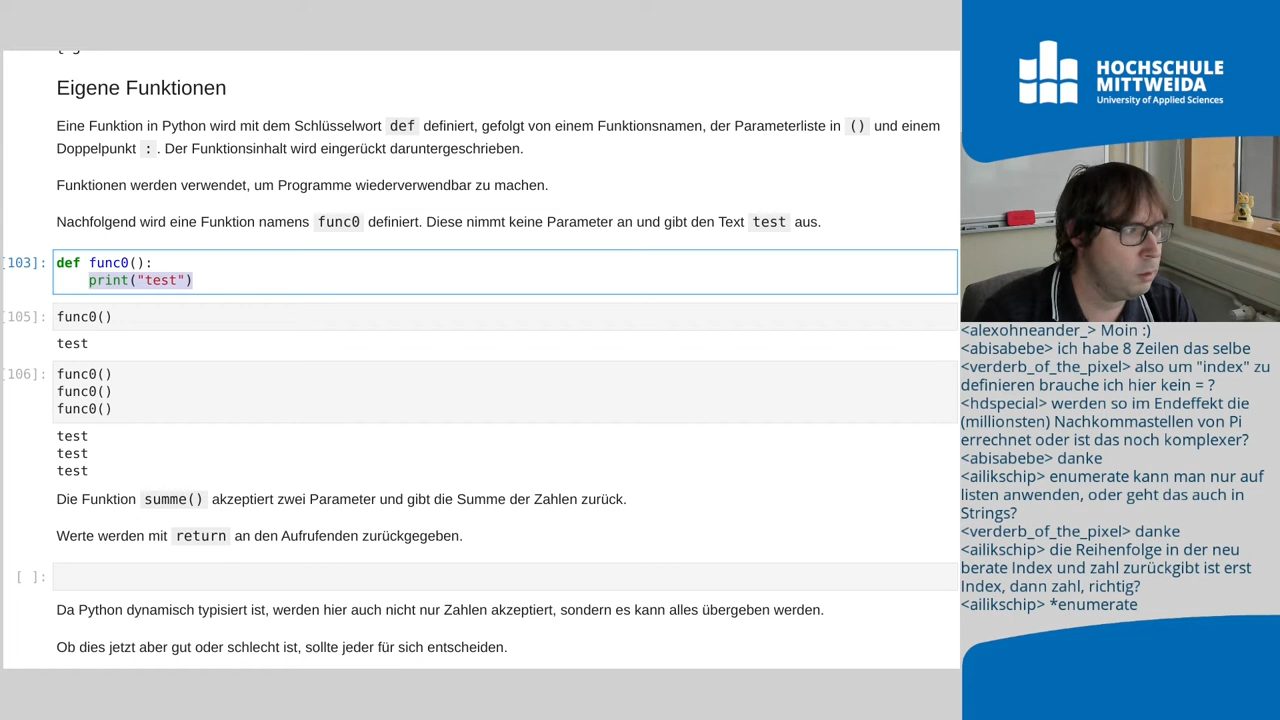 Eigene Funktionen
Eine Funktion in Python wird mit dem Schlüsselwort def definiert, gefolgt von einem Funktionsnamen, der Parameterliste in () und einem
Doppelpunkt : . Der Funktionsinhalt wird eingerückt daruntergeschrieben.
Funktionen werden verwendet, um Programme wiederverwendbar zu machen.
Nachfolgend wird eine Funktion namens func0 definiert. Diese nimmt keine Parameter an und gibt den Text test aus.
[103]: def func0():
print("test")
[105]: func0()
test
[106]: func0()
func0()
func0()
test
test
test
Die Funktion summe() akzeptiert zwei Parameter und gibt die Summe der Zahlen zurück.
Werte werden mit return an den Aufrufenden zurückgegeben.
[ ]:
Da Python dynamisch typisiert ist, werden hier auch nicht nur Zahlen akzeptiert, sondern es kann alles übergeben werden.
Ob dies jetzt aber gut oder schlecht ist, sollte jeder für sich entscheiden.
HOCHSCHULE
MITTWEIDA
University of Applied Sciences
<alexohneander_> Moin :)
<abisabebe> ich habe 8 Zeilen das selbe
<verderb_of_the_pixel> also um "index" zu
definieren brauche ich hier kein = ?
<hdspecial> werden so im Endeffekt die
(millionsten) Nachkommastellen von Pi
errechnet oder ist das noch komplexer?
<abisabebe> danke
<ailikschip> enumerate kann man nur auf
listen anwenden, oder geht das auch in
Strings?
<verderb_of_the_pixel> danke
<ailikschip> die Reihenfolge in der neu
berate Index und zahl zurückgibt ist erst
Index, dann zahl, richtig?
<ailikschip> *enumerate